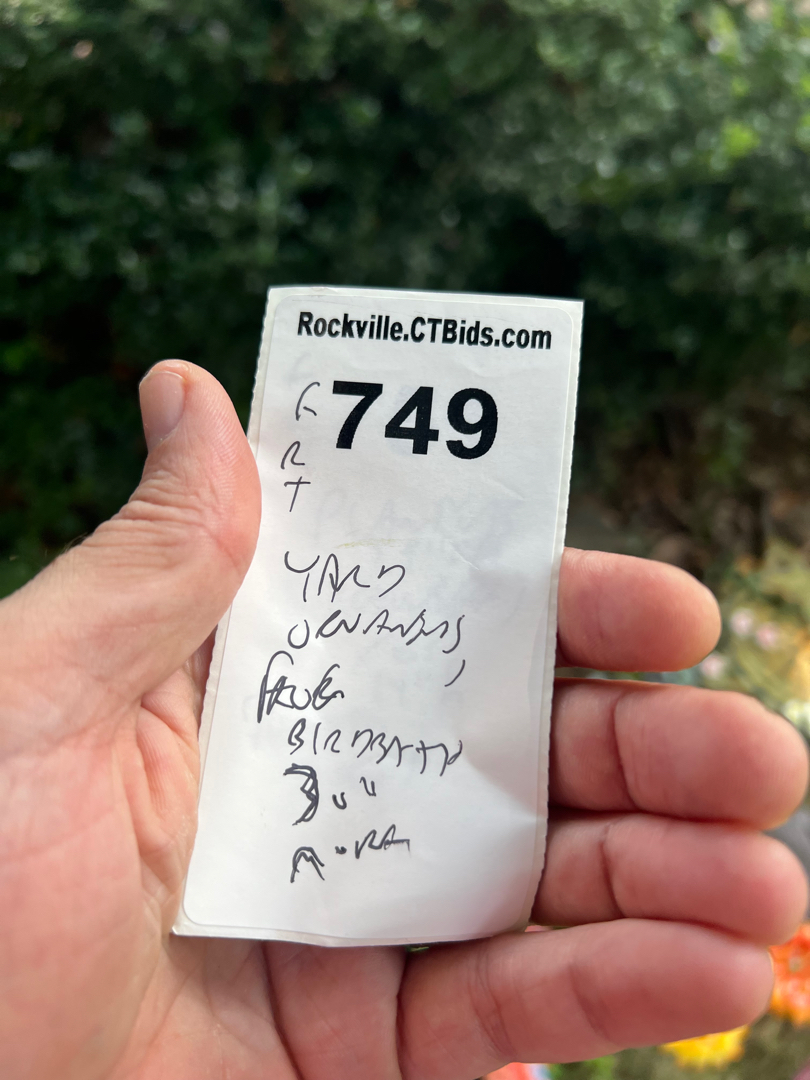 Rockville.CTBids.com
749
R
T
YARD
ORNAMENTS,
FROG
BIRDBATH